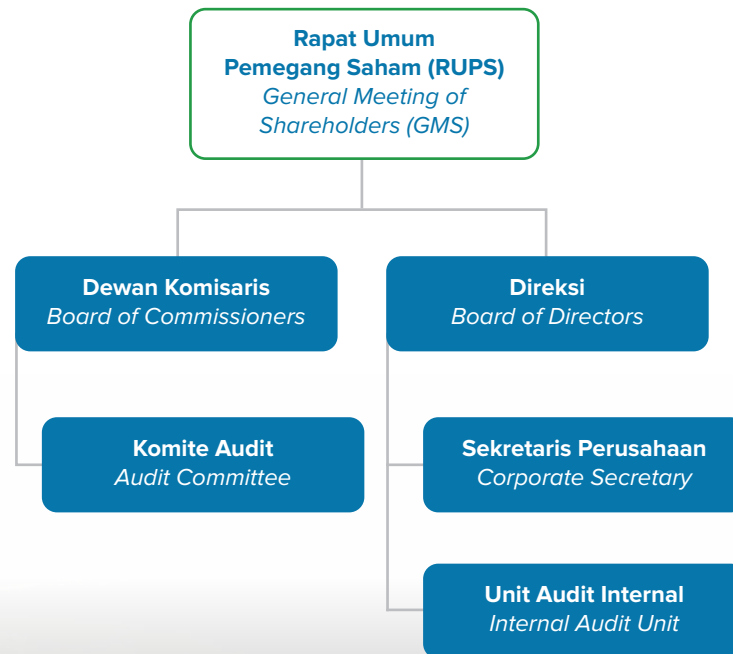 Rapat Umum
Pemegang Saham (RUPS)
General Meeting of
Shareholders (GMS)
Dewan Komisaris
Board of Commissioners
Direksi
Board of Directors
Komite Audit
Audit Committee
Sekretaris Perusahaan
Corporate Secretary
Unit Audit Internal
Internal Audit Unit